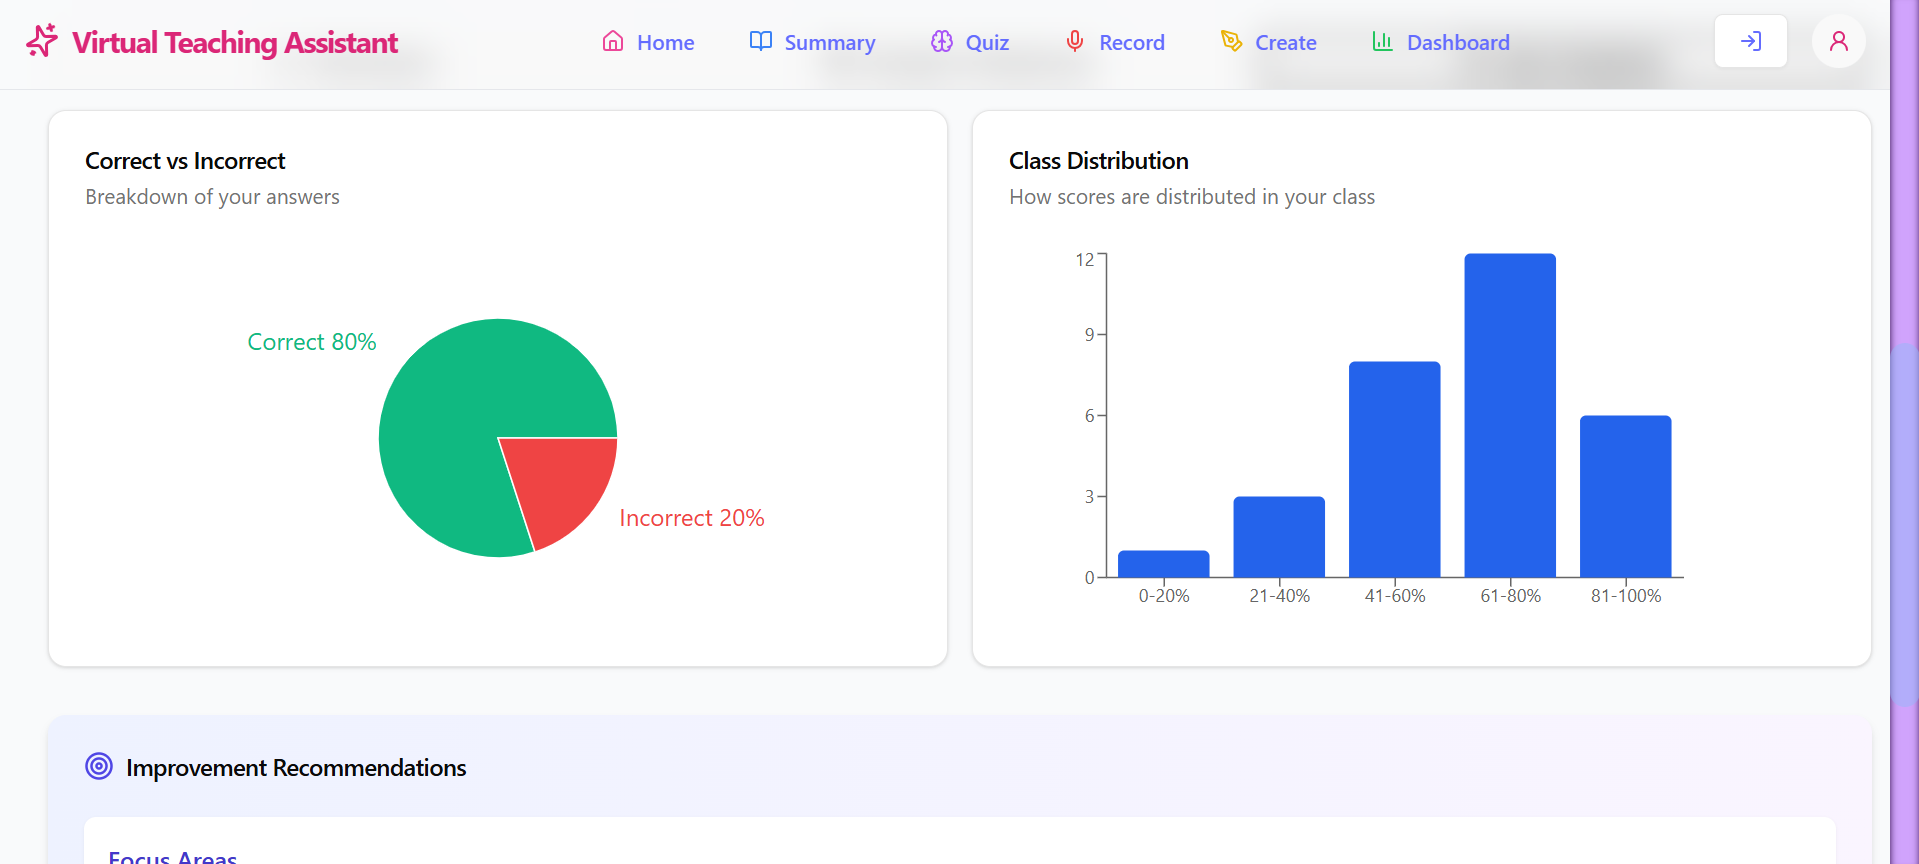 Virtual Teaching Assistant
Home
Summary
Quiz
Record
Create
Dashboard
Correct vs Incorrect
Breakdown of your answers
Correct 80%
Incorrect 20%
Class Distribution
How scores are distributed in your class
12
9
6
3
0
0-20%
21-40%
41-60%
61-80%
81-100%
Improvement Recommendations
Focus Areas